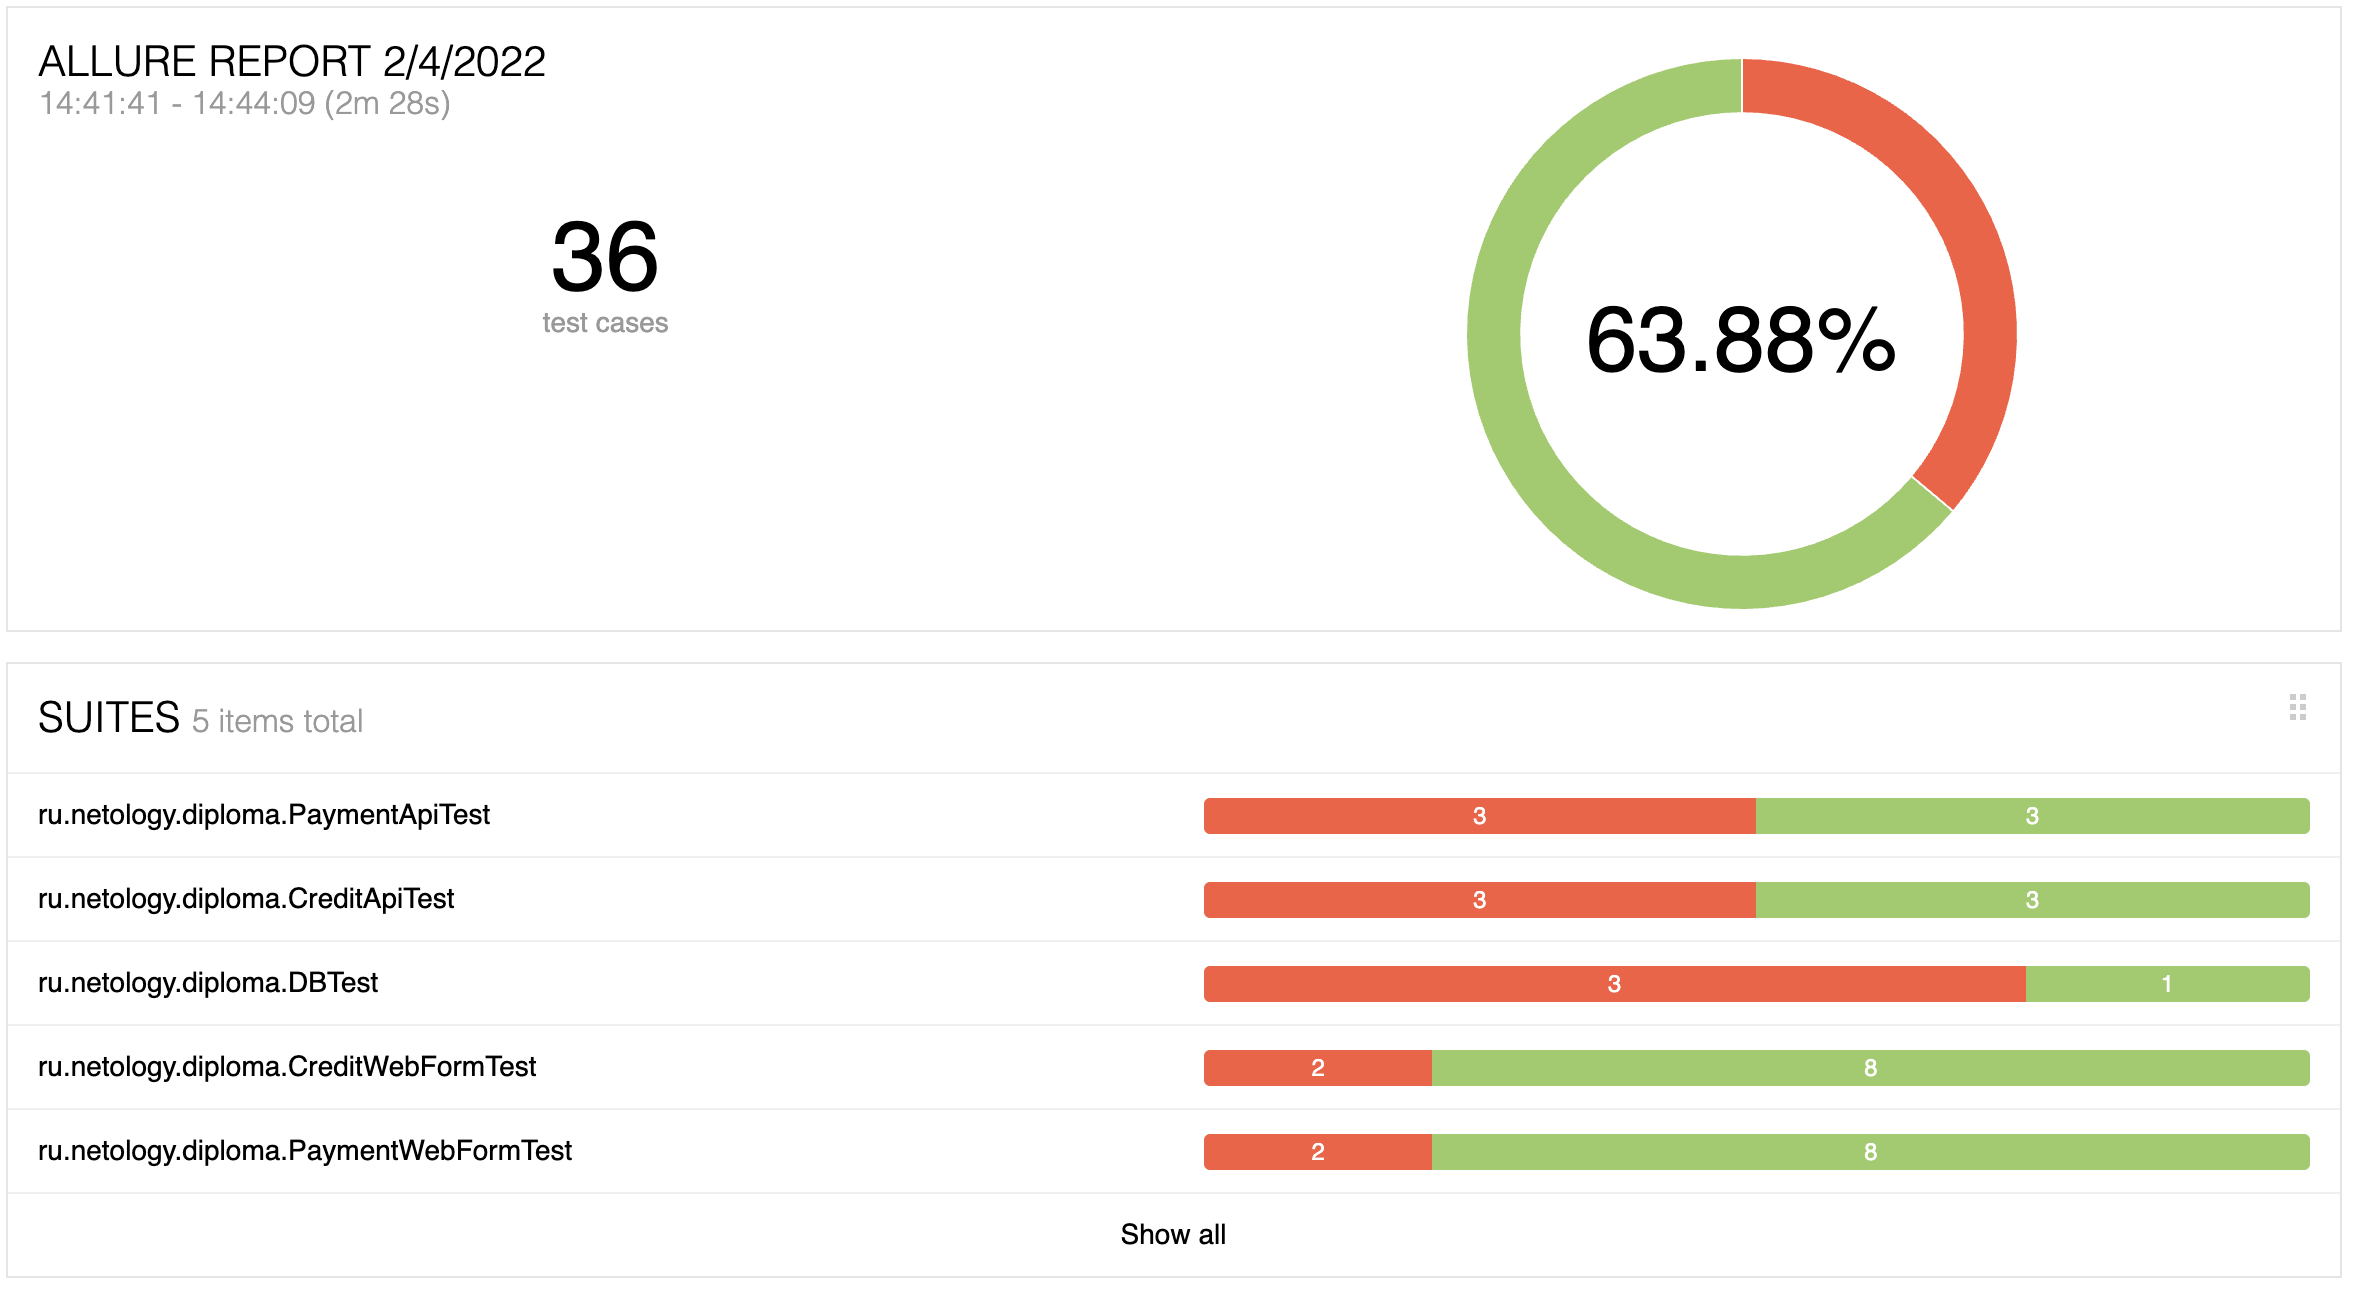 ALLURE REPORT 2/4/2022
14:41:41 - 14:44:09 (2m 28s)
36
test cases
63.88%
SUITES 5 items total
ru.netology.diploma.PaymentApiTest 3 3
ru.netology.diploma.CreditApiTest 3 3
ru.netology.diploma.DBTest 3 1
ru.netology.diploma.CreditWebFormTest 2 8
ru.netology.diploma.PaymentWebFormTest 2 8
Show all